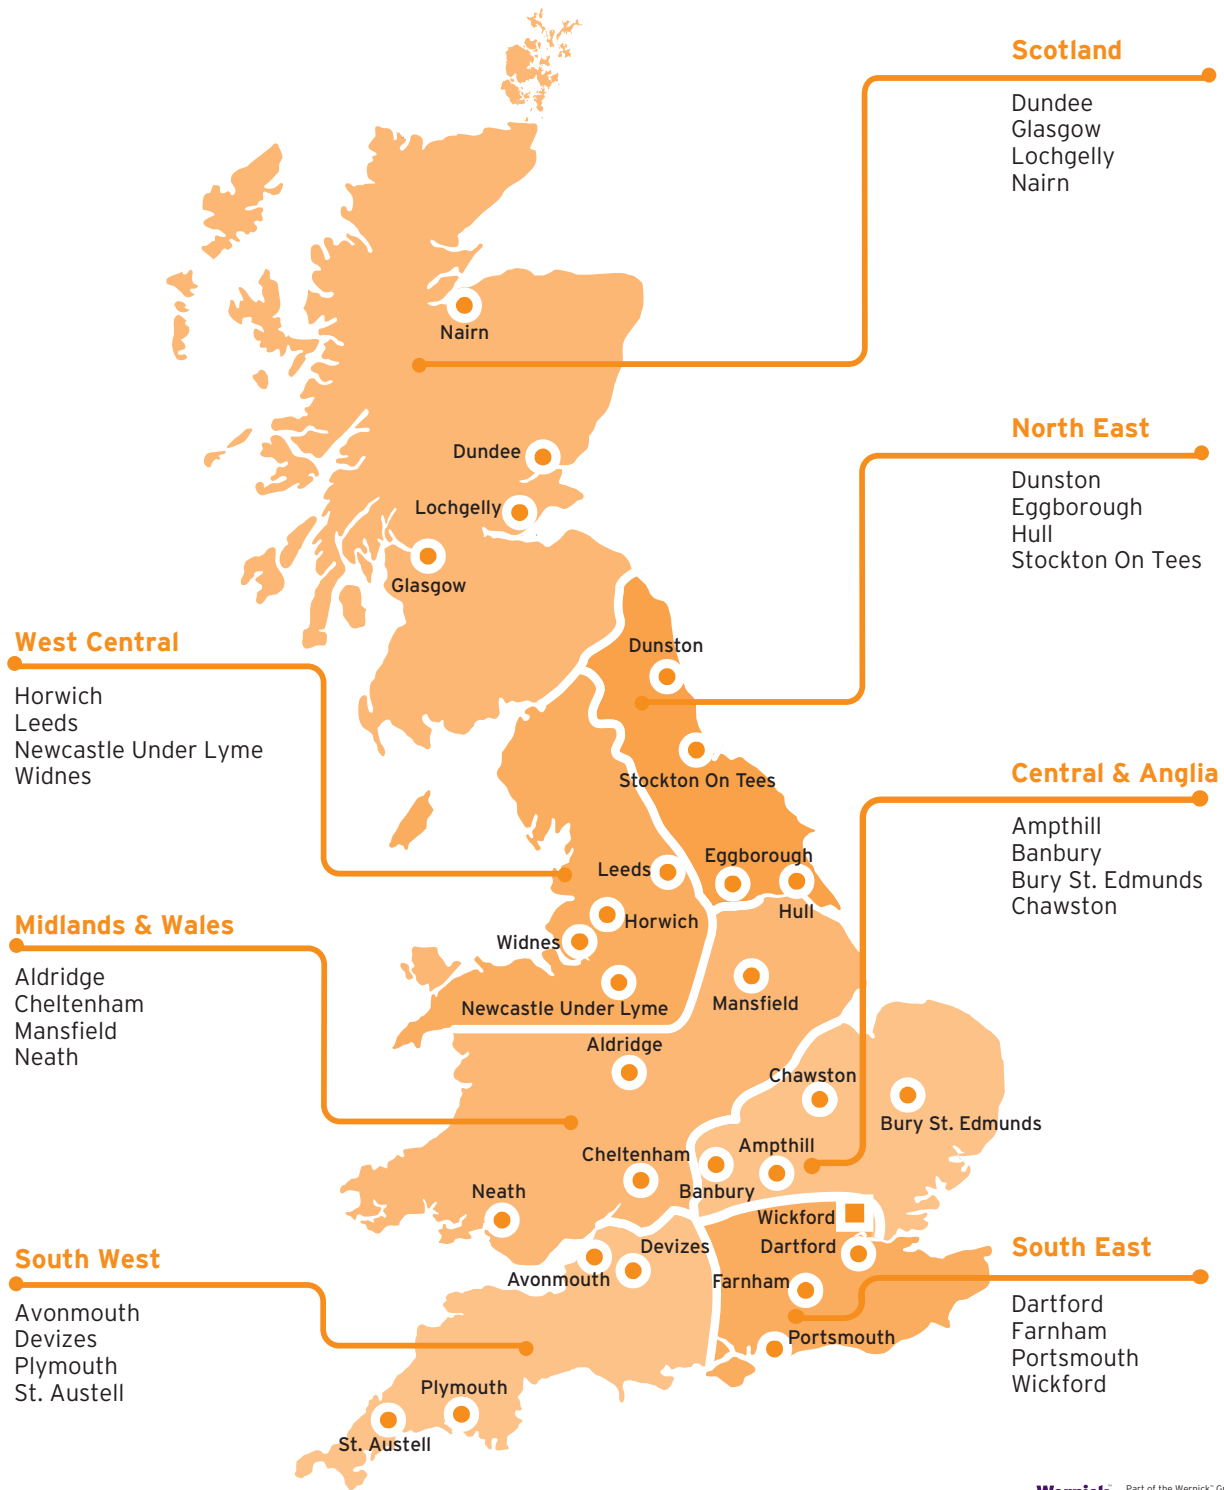 Scotland
Dundee
Glasgow
Lochgelly
Nairn
Nairn
North East
Dunston
Eggborough
Hull
Stockton On Tees
Dundee
Lochgelly
Glasgow
West Central
Horwich
Leeds
Newcastle Under Lyme
Widnes
Dunston
Stockton On Tees
Central & Anglia
Ampthill
Banbury
Bury St. Edmunds
Chawston
Eggborough
Leeds
Hull
Horwich
Widnes
Midlands & Wales
Aldridge
Cheltenham
Mansfield
Neath
Mansfield
Newcastle Under Lyme
Aldridge
Chawston
Bury St. Edmunds
Ampthill
Cheltenham
Banbury
Neath
Wickford
Devizes
Dartford
Avonmouth
Farnham
Portsmouth
South West
Avonmouth
Devizes
Plymouth
St. Austell
South East
Dartford
Farnham
Portsmouth
Wickford
Plymouth
St. Austell
Part of the Wernick™